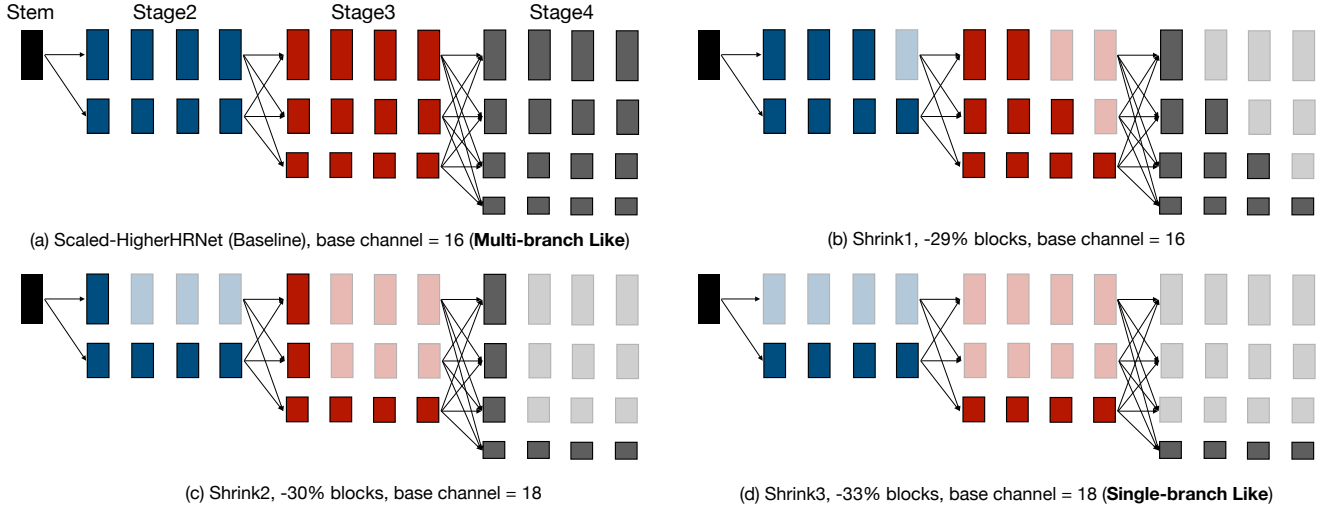 Stem
Stage2
Stage3
Stage4
(a) Scaled-HigherHRNet (Baseline), base channel = 16 (Multi-branch Like)
(b) Shrink1, -29% blocks, base channel = 16
(c) Shrink2, -30% blocks, base channel = 18
(d) Shrink3, -33% blocks, base channel = 18 (Single-branch Like)